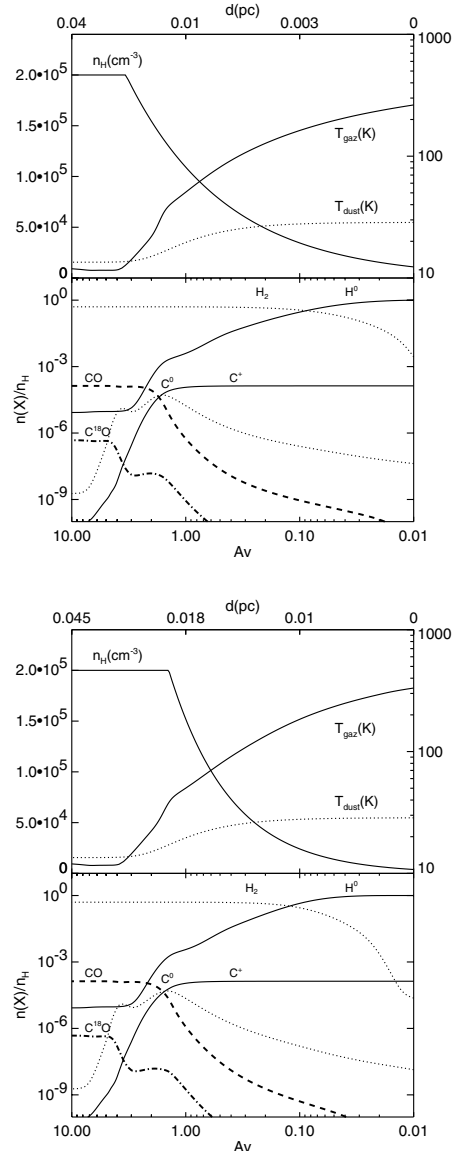 d(pc)
0.04 0.01 0.003 0
n_H(cm⁻³)
2.0•10⁵
1.5•10⁵
1.0•10⁵
5.0•10⁴
0
1000
100
10
T_gaz(K)
T_dust(K)
H₂ H⁰
CO C⁰ C⁺
C¹⁸O
10⁰
10⁻³
10⁻⁶
10⁻⁹
n(X)/n_H
10.00 1.00 0.10 0.01
Av
d(pc)
0.045 0.018 0.01 0
n_H(cm⁻³)
2.0•10⁵
1.5•10⁵
1.0•10⁵
5.0•10⁴
0
1000
100
10
T_gaz(K)
T_dust(K)
H₂ H⁰
CO C⁰ C⁺
C¹⁸O
10⁰
10⁻³
10⁻⁶
10⁻⁹
n(X)/n_H
10.00 1.00 0.10 0.01
Av